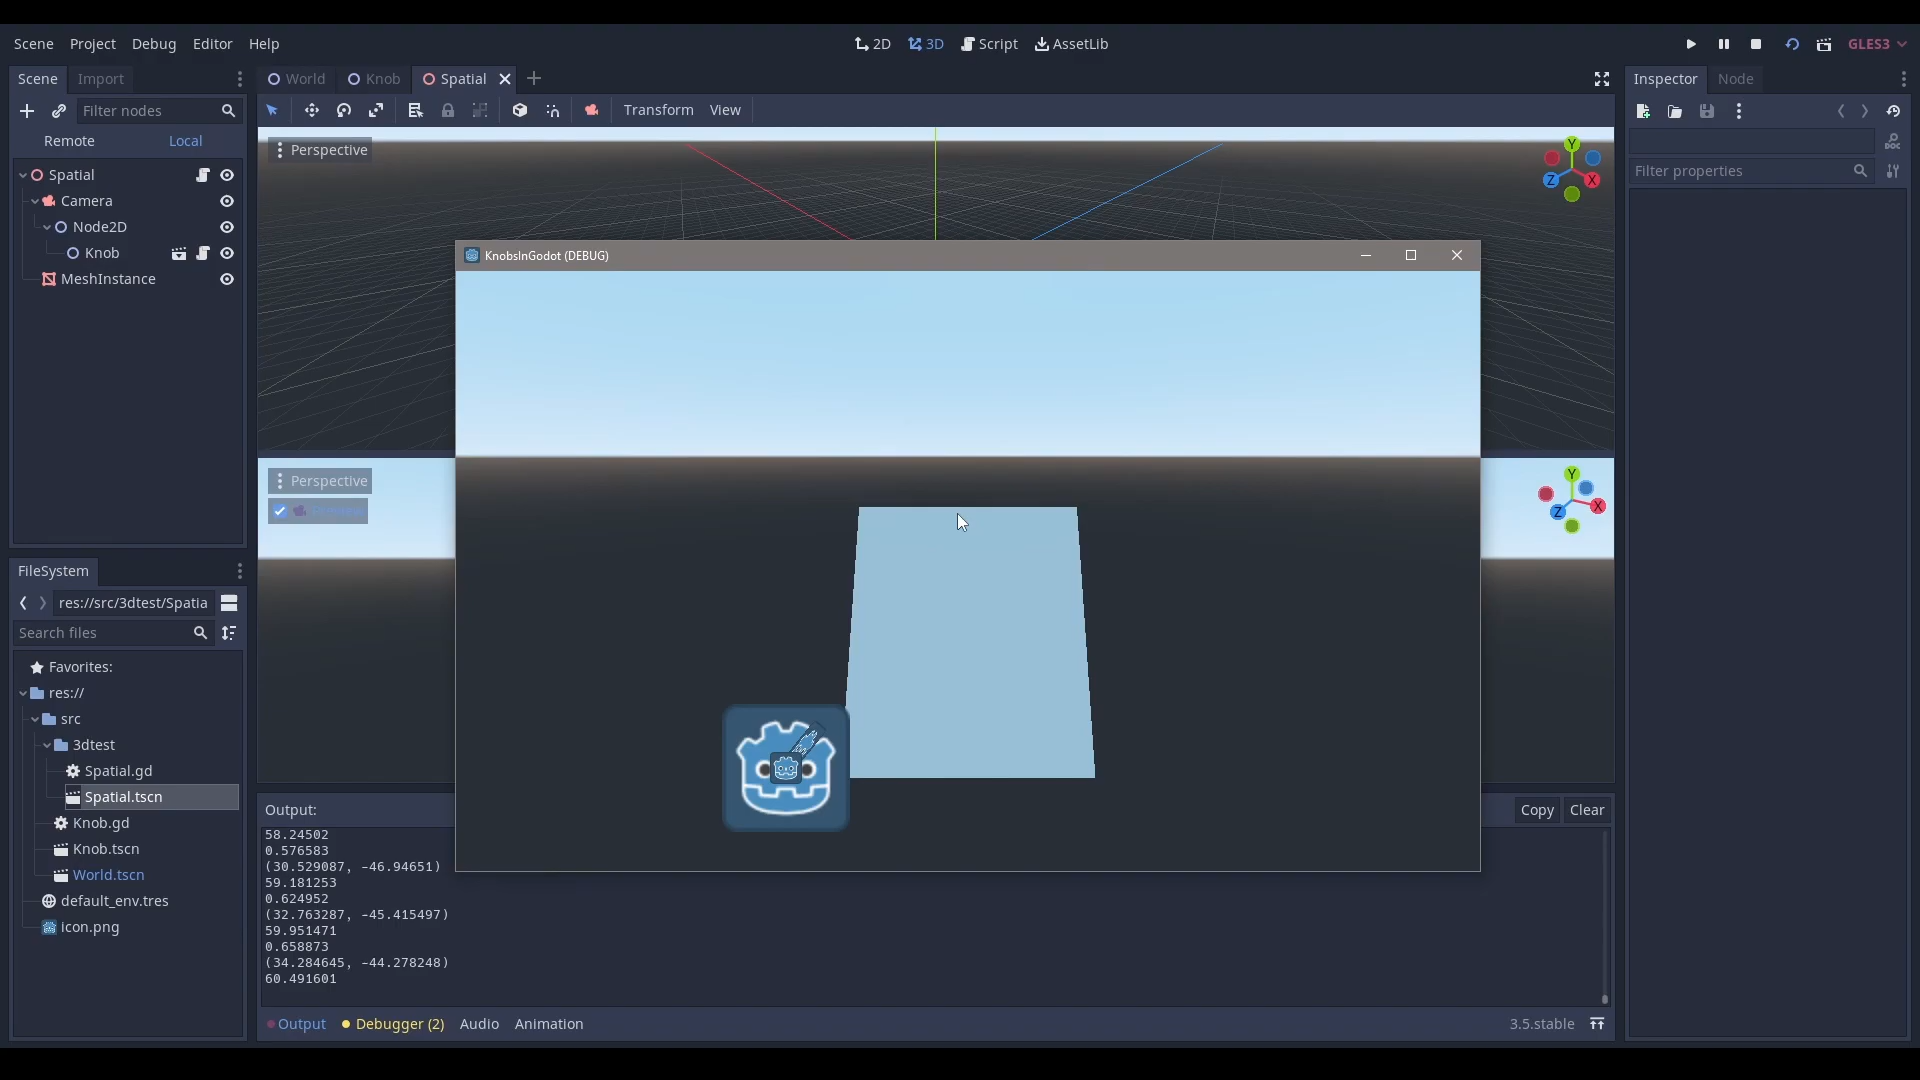 Scene Project Debug Editor Help
2D 3D Script AssetLib
GLES3
Scene Import
World Knob Spatial
Inspector Node
Filter nodes
Transform View
Remote Local
Perspective
Y
Z X
Filter properties
Spatial
Camera
Node2D
Knob
MeshInstance
KnobsInGodot (DEBUG)
Perspective
Y
Z X
FileSystem
res://src/3dtest/Spatia
Search files
Favorites:
res://
src
3dtest
Spatial.gd
Spatial.tscn
Knob.gd
Knob.tscn
World.tscn
default_env.tres
icon.png
Output:
Copy Clear
58.24502
0.576583
(30.529087, -46.94651)
59.181253
0.624952
(32.763287, -45.415497)
59.951471
0.658873
(34.284645, -44.278248)
60.491601
Output Debugger (2) Audio Animation
3.5.stable